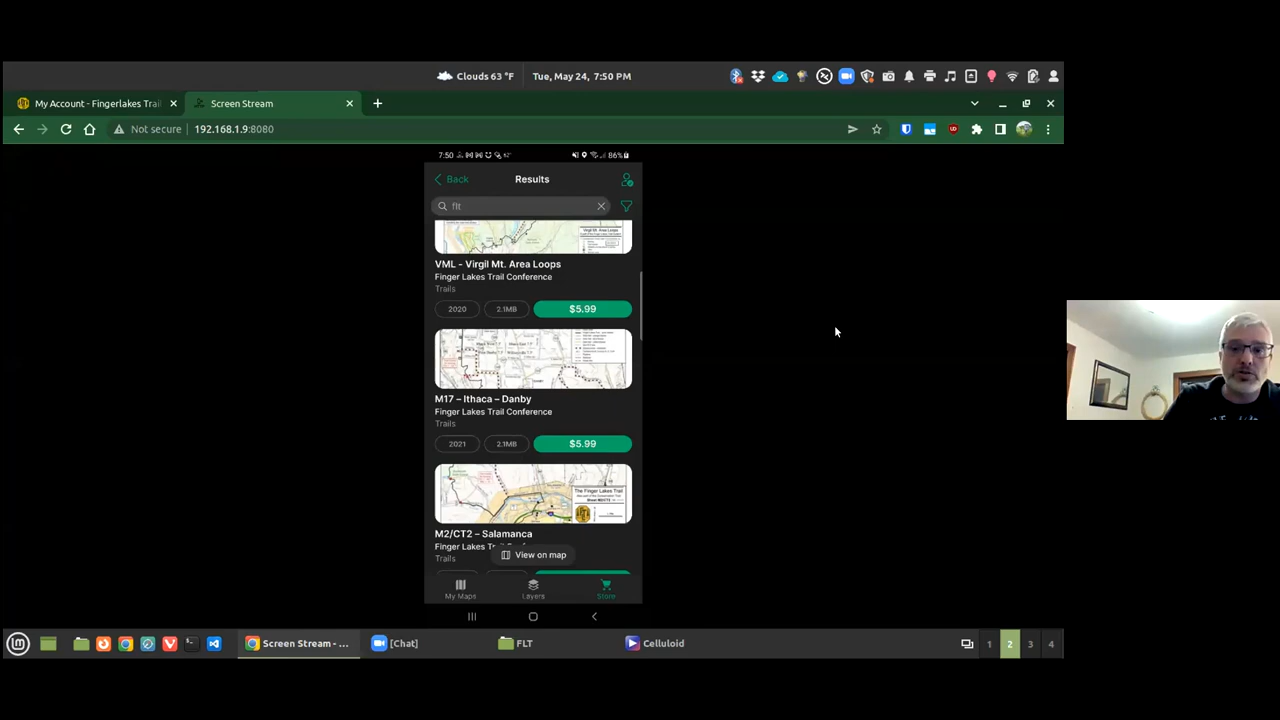 Clouds 63 °F
Tue, May 24, 7:50 PM
My Account - Fingerlakes Trail
Screen Stream
Not secure
192.168.1.9:8080
7:50
86%
Back
Results
flt
VML - Virgil Mt. Area Loops
Finger Lakes Trail Conference
Trails
2020
2.1MB
$5.99
M17 – Ithaca – Danby
Finger Lakes Trail Conference
Trails
2021
2.1MB
$5.99
The Finger Lakes Trail
M2/CT2 – Salamanca
Finger Lakes
Trails
View on map
My Maps
Layers
Store
Screen Stream - ...
[Chat]
FLT
Celluloid
1
2
3
4